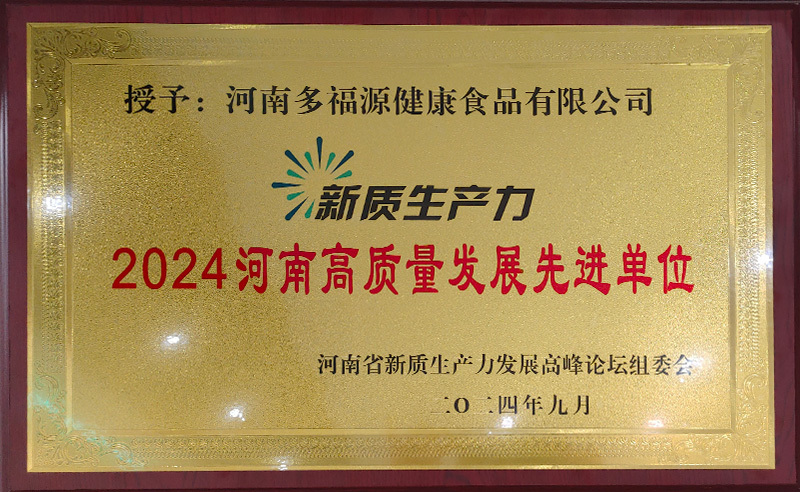 授予：河南多福源健康食品有限公司
新质生产力
2024河南高质量发展先进单位
河南省新质生产力发展高峰论坛组委会
二O二四年九月